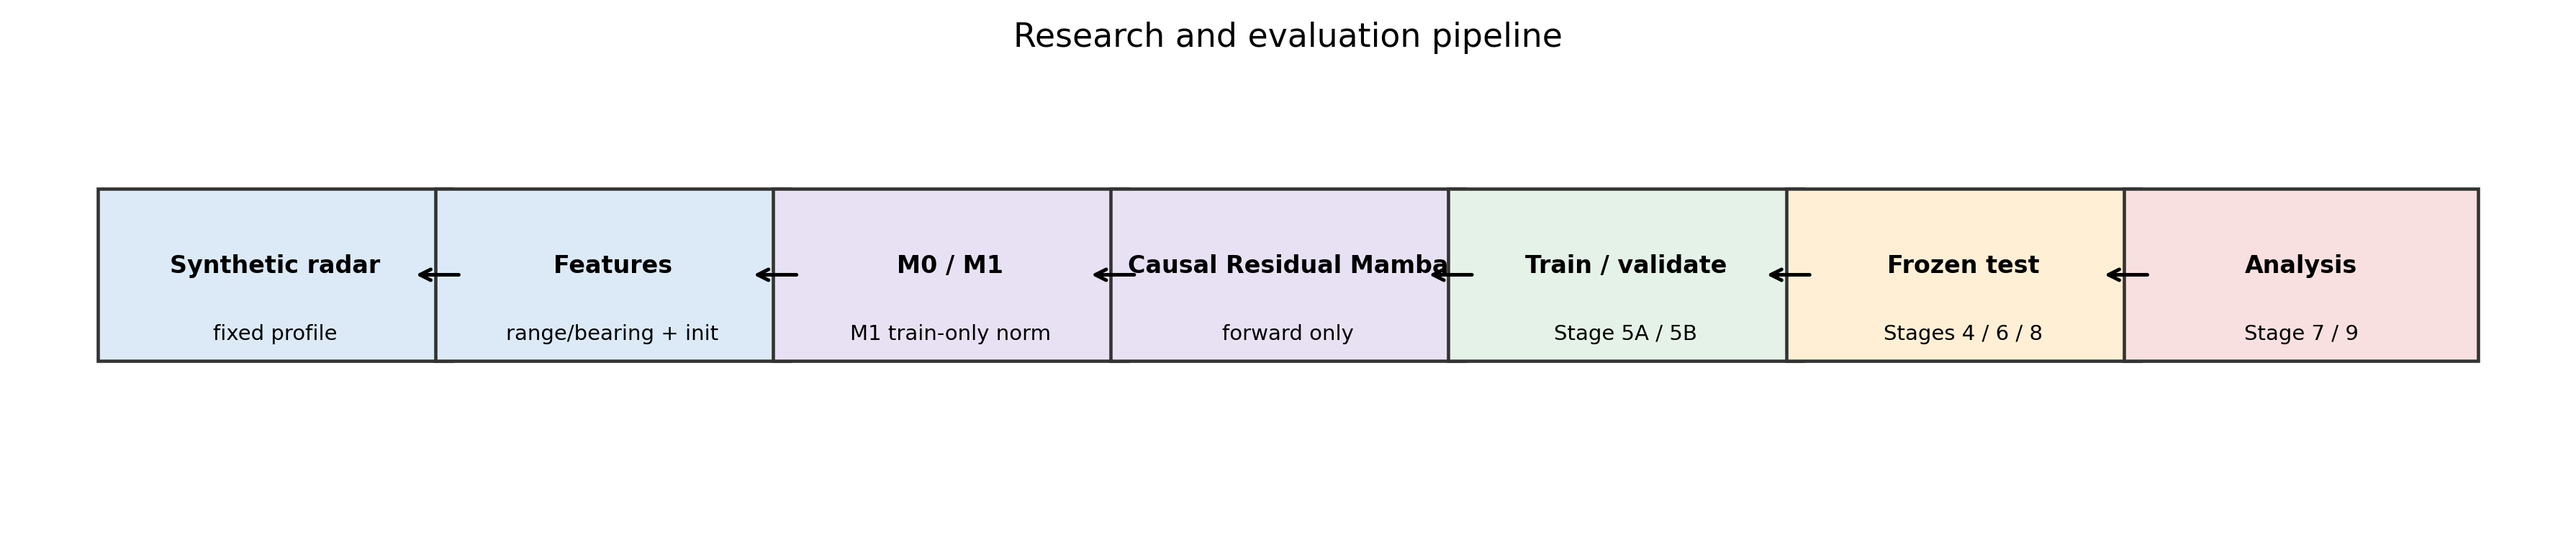 Research and evaluation pipeline
Synthetic radar
fixed profile
Features
range/bearing + init
M0 / M1
M1 train-only norm
Causal Residual Mamba
forward only
Train / validate
Stage 5A / 5B
Frozen test
Stages 4 / 6 / 8
Analysis
Stage 7 / 9